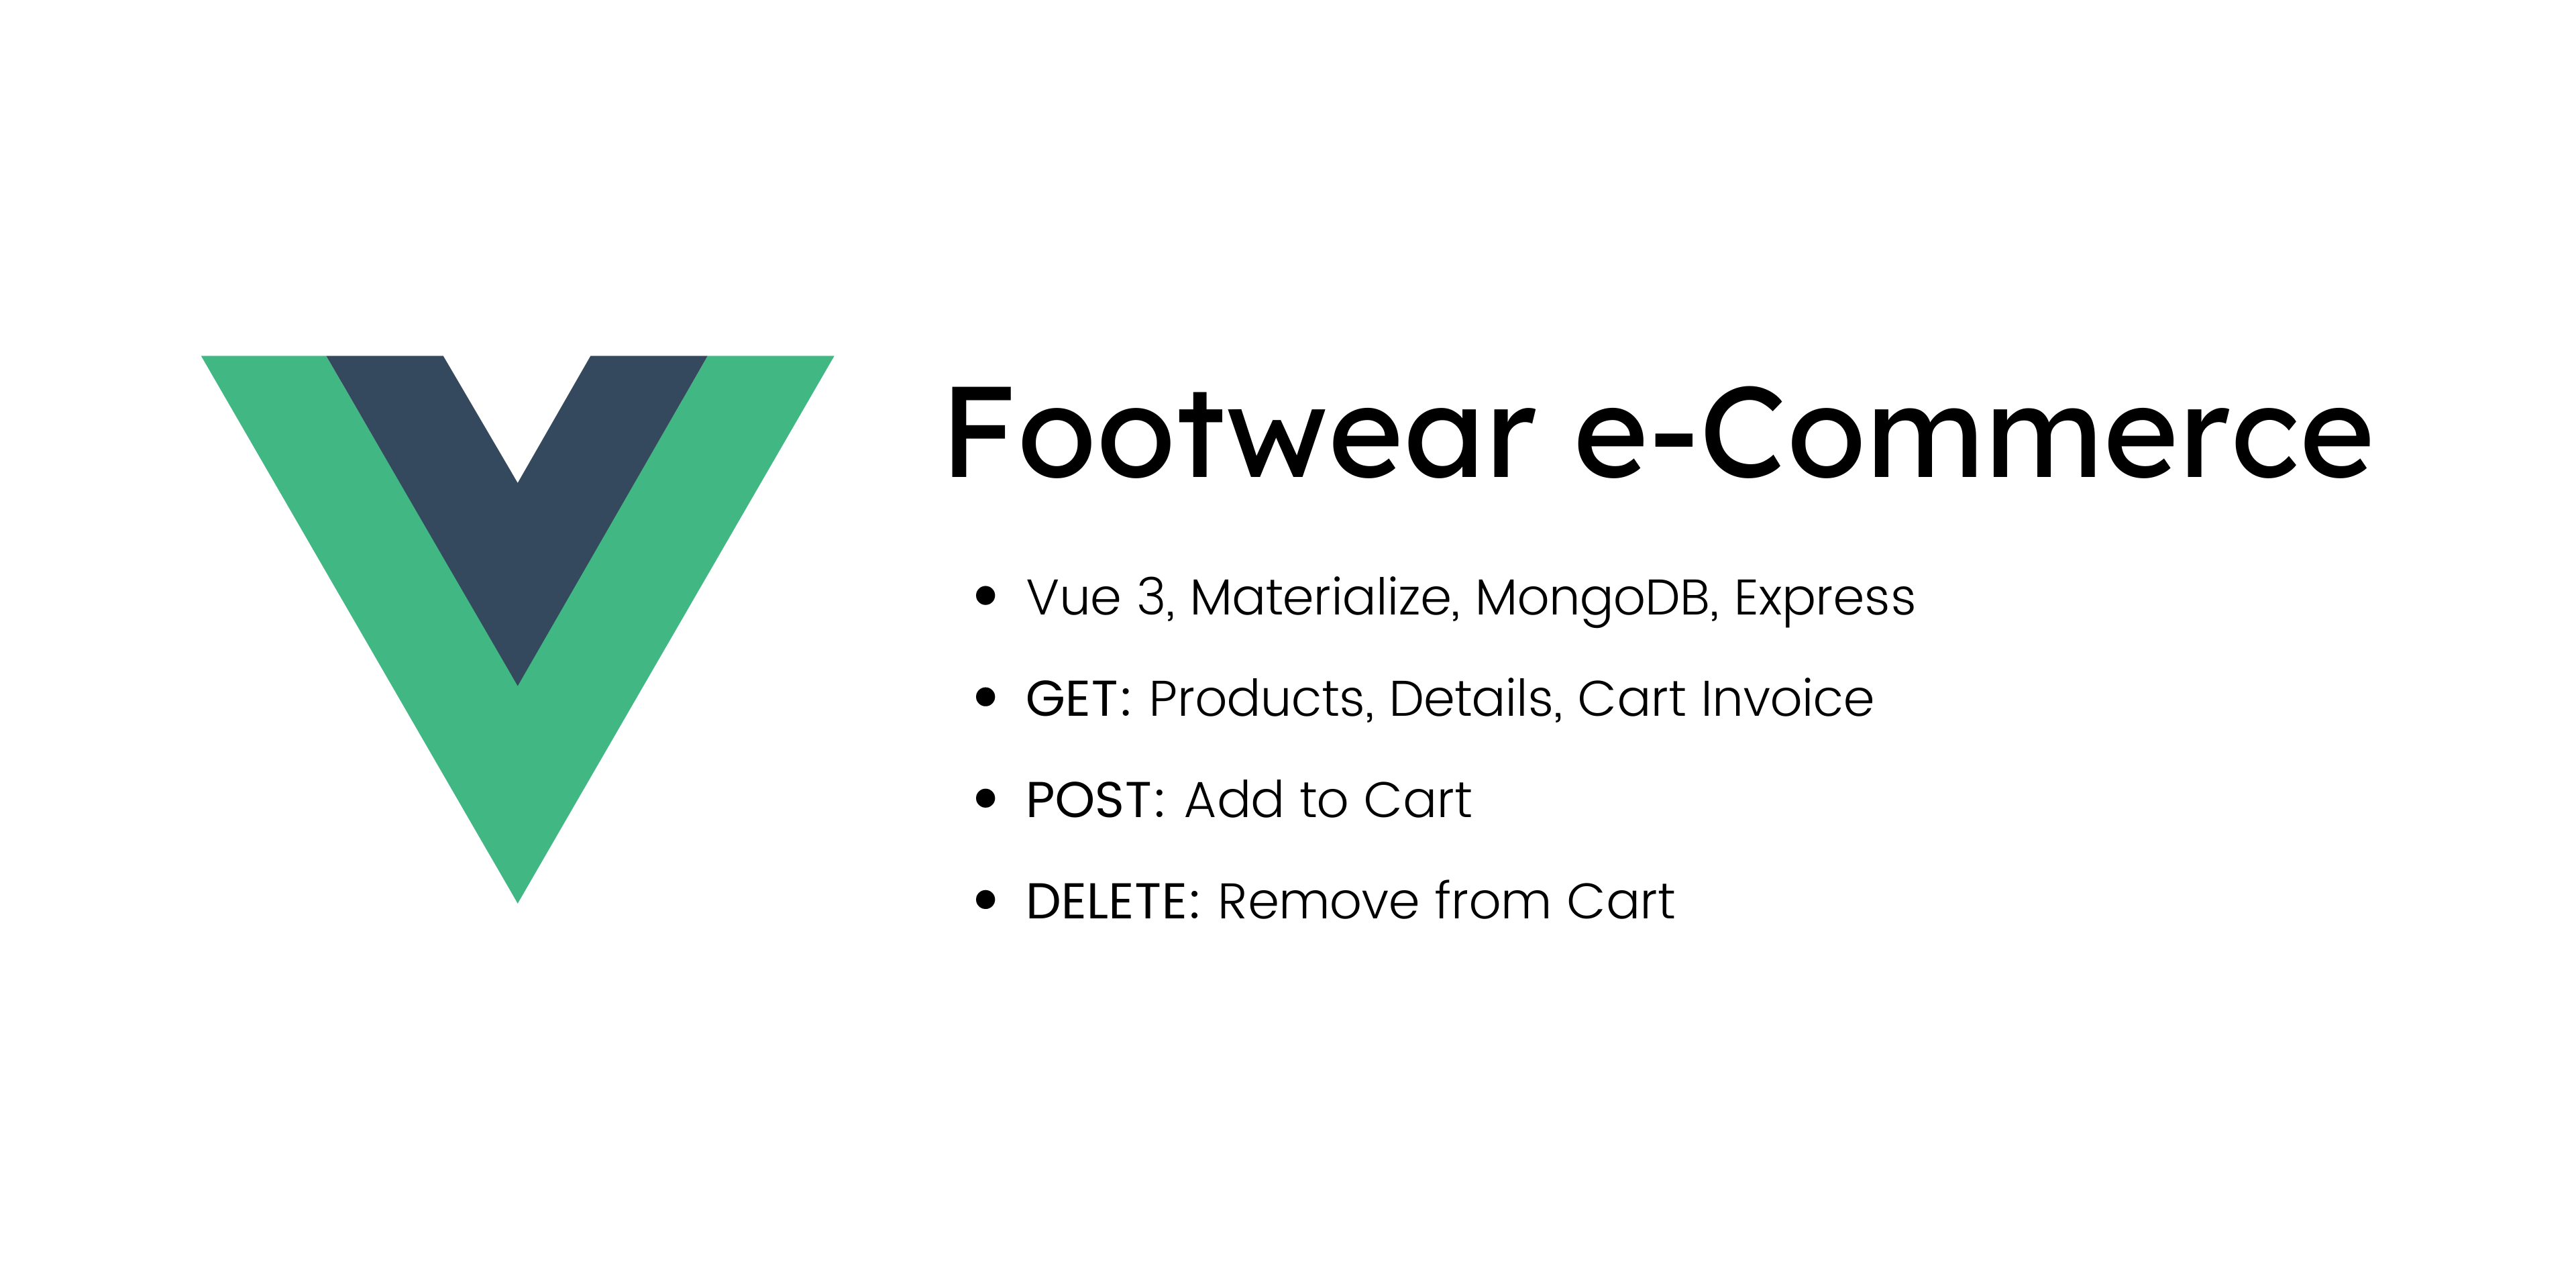 Footwear e-Commerce
• Vue 3, Materialize, MongoDB, Express
• GET: Products, Details, Cart Invoice
• POST: Add to Cart
• DELETE: Remove from Cart